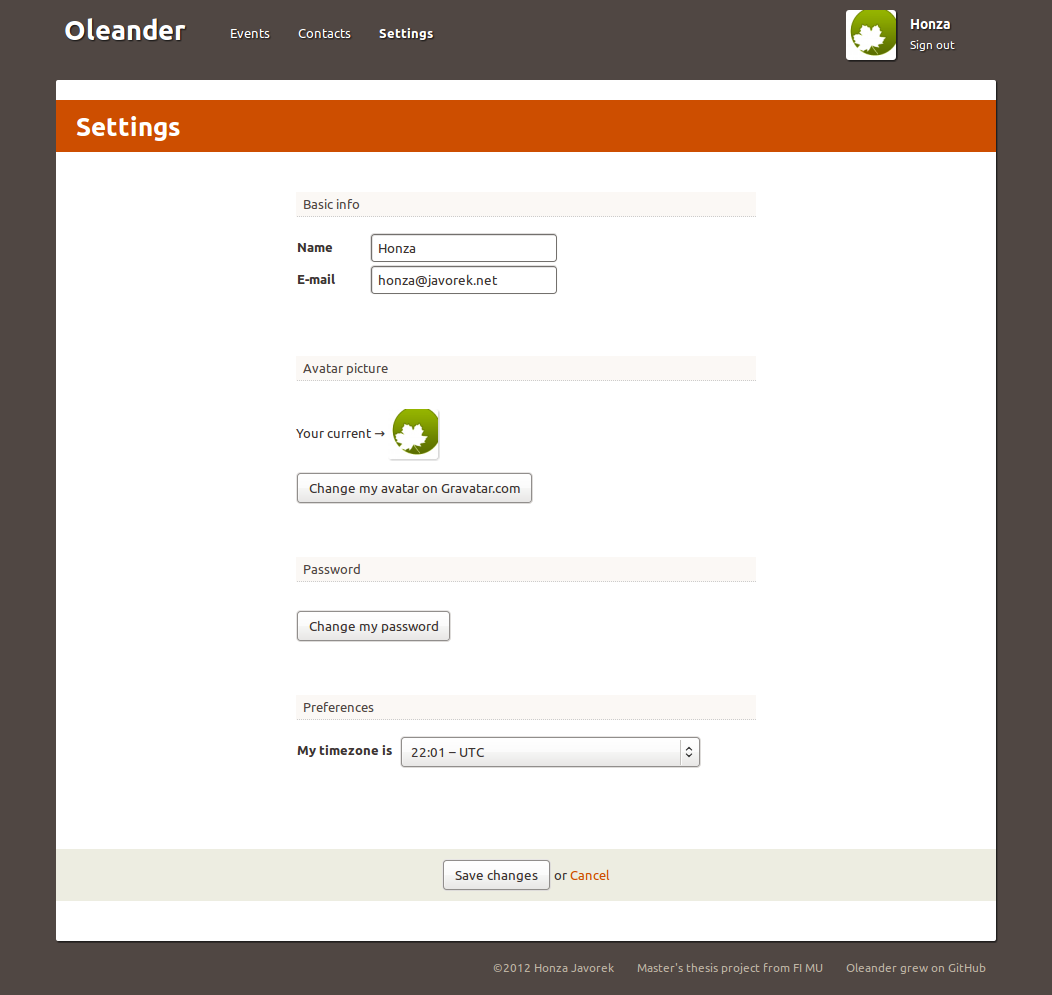 Oleander
Events Contacts Settings
Honza
Sign out
Settings
Basic info
Name Honza
E-mail honza@javorek.net
Avatar picture
Your current →
Change my avatar on Gravatar.com
Password
Change my password
Preferences
My timezone is 22:01 – UTC
Save changes or Cancel
©2012 Honza Javorek Master's thesis project from FI MU Oleander grew on GitHub